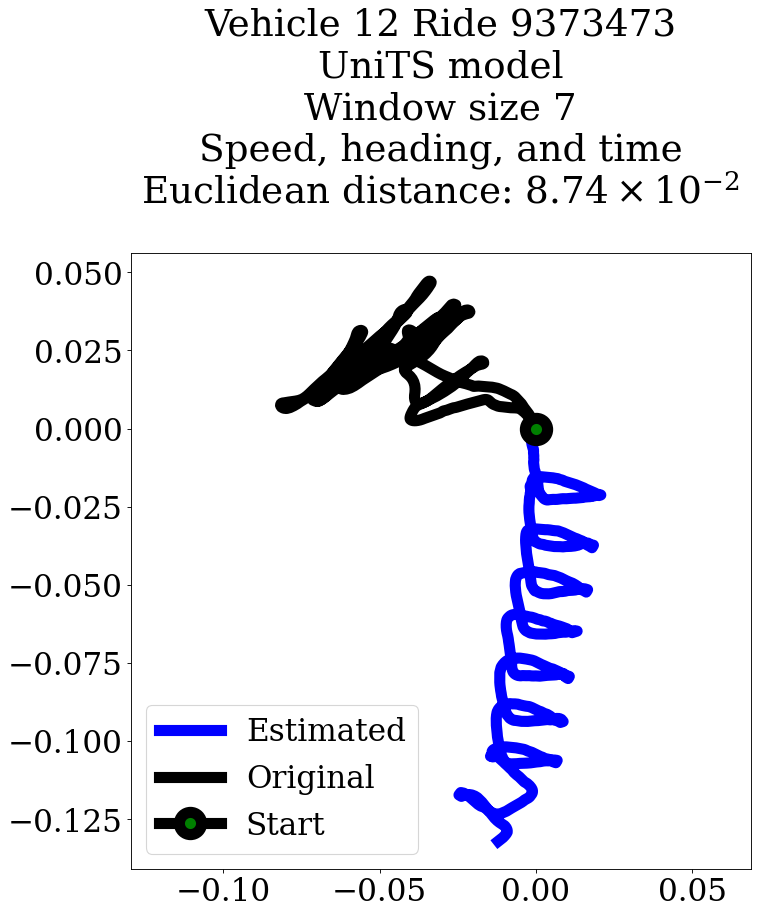 Vehicle 12 Ride 9373473
UniTS model
Window size 7
Speed, heading, and time
Euclidean distance: 8.74 × 10⁻²
0.050
0.025
0.000
−0.025
−0.050
−0.075
−0.100
−0.125
Estimated
Original
Start
−0.10 −0.05 0.00 0.05